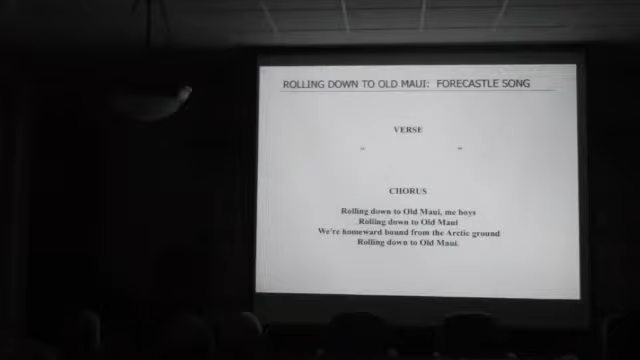 ROLLING DOWN TO OLD MAUI: FORECASTLE SONG
VERSE
" "
CHORUS
Rolling down to Old Maui, me boys
Rolling down to Old Maui
We're homeward bound from the Arctic ground
Rolling down to Old Maui.